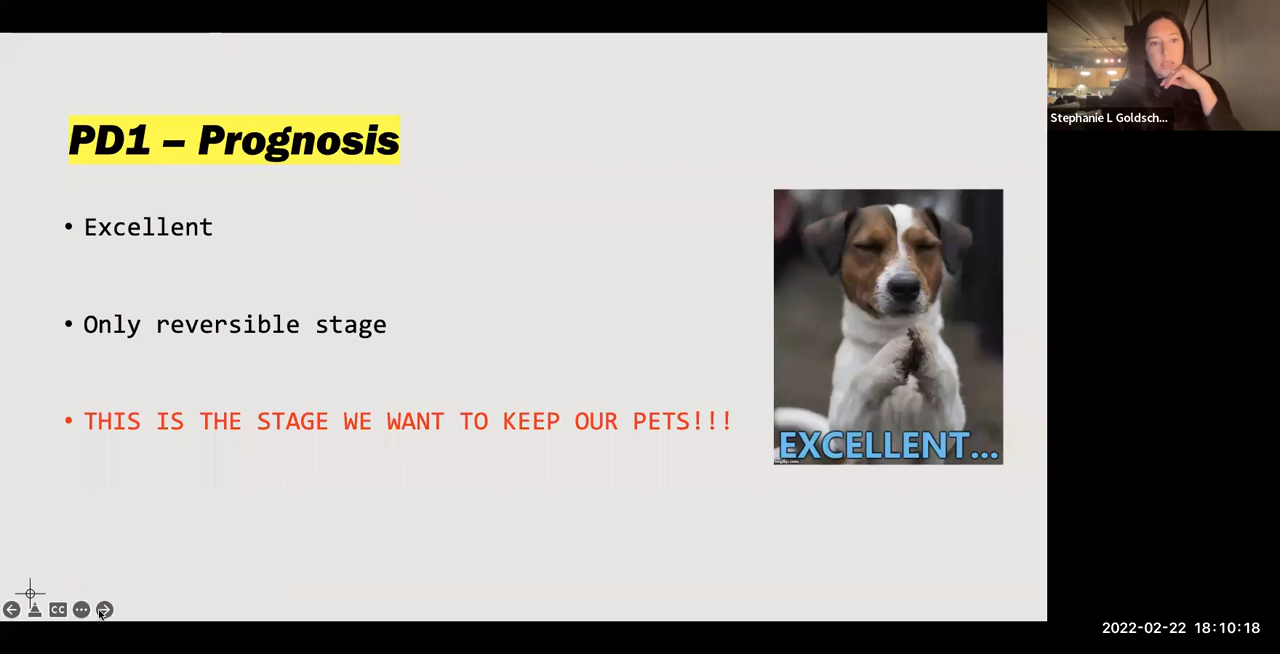 PD1 – Prognosis
• Excellent
• Only reversible stage
• THIS IS THE STAGE WE WANT TO KEEP OUR PETS!!!
EXCELLENT...
Stephanie L Goldsch...
CC
2022-02-22 18:10:18